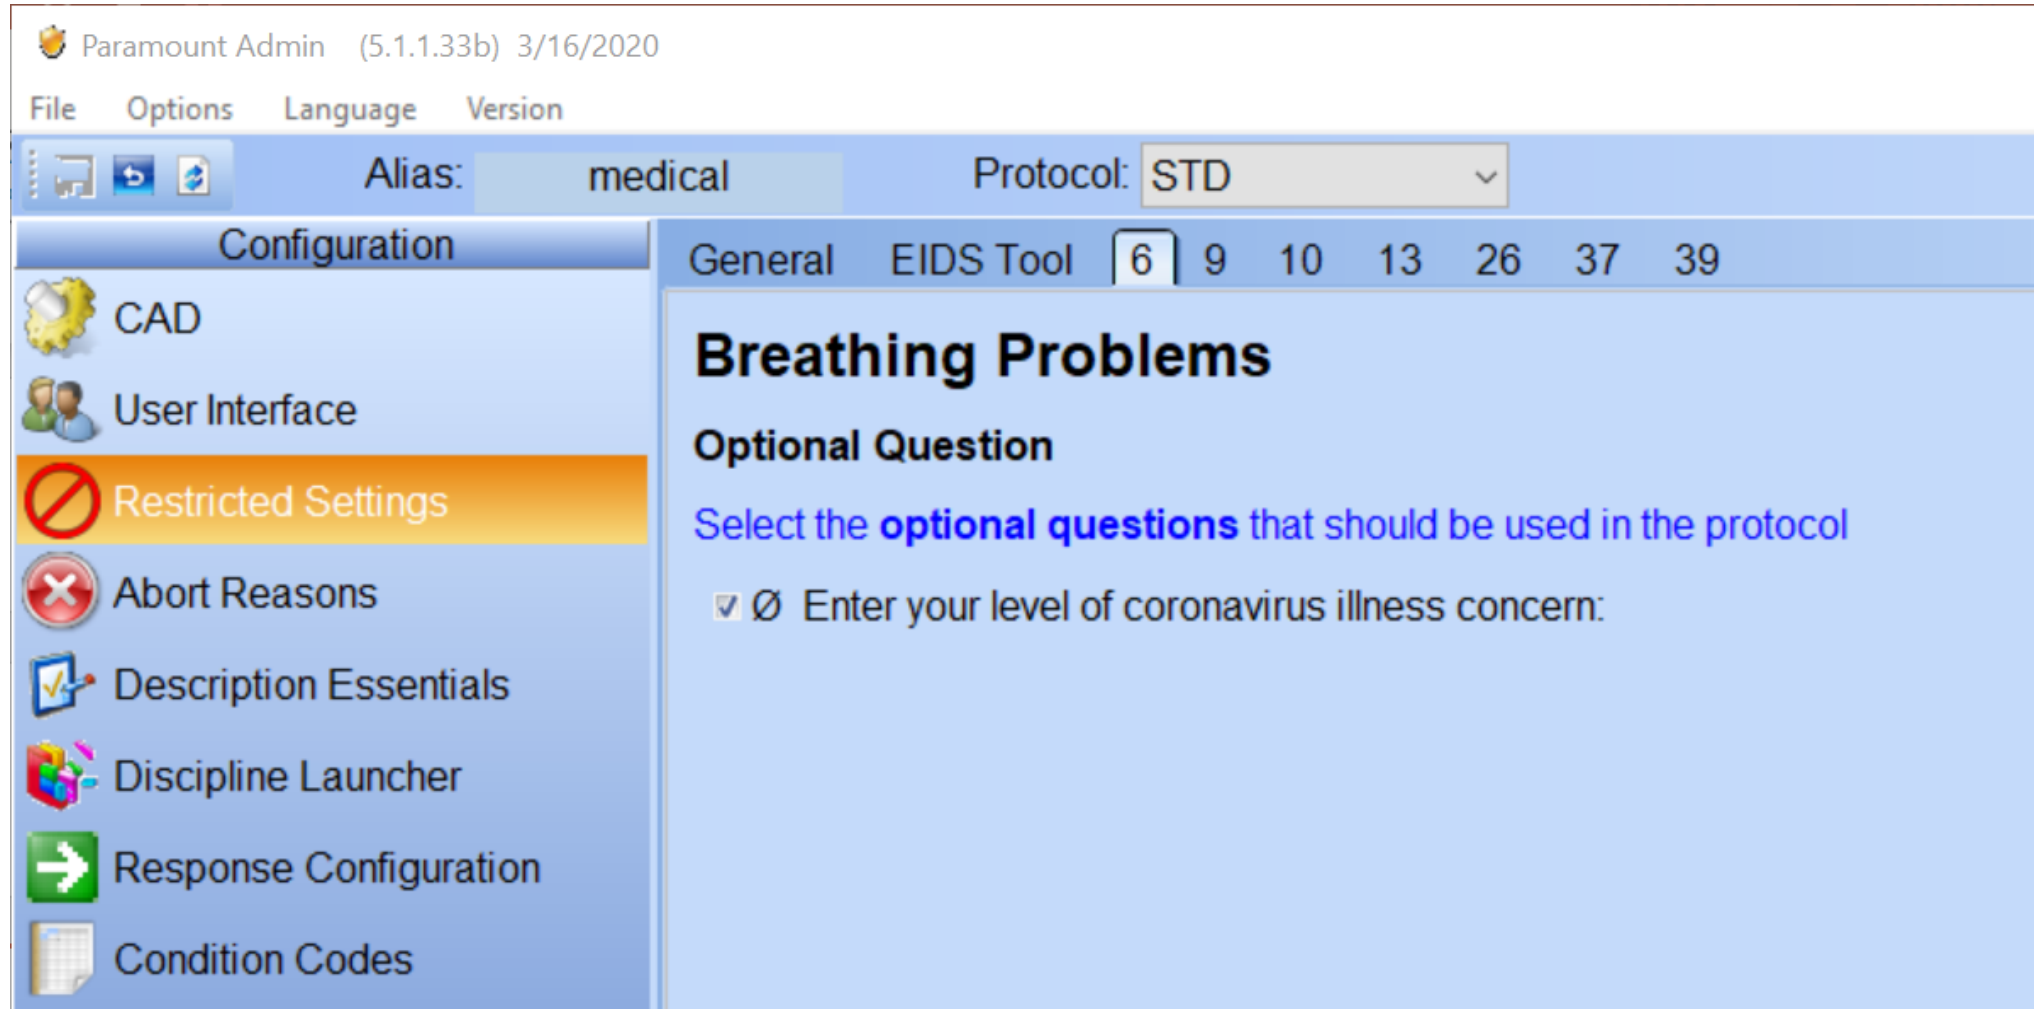 Paramount Admin (5.1.1.33b) 3/16/2020
File Options Language Version
Alias: medical Protocol: STD
Configuration
CAD
User Interface
Restricted Settings
Abort Reasons
Description Essentials
Discipline Launcher
Response Configuration
Condition Codes
General EIDS Tool 6 9 10 13 26 37 39
Breathing Problems
Optional Question
Select the optional questions that should be used in the protocol
Ø Enter your level of coronavirus illness concern: